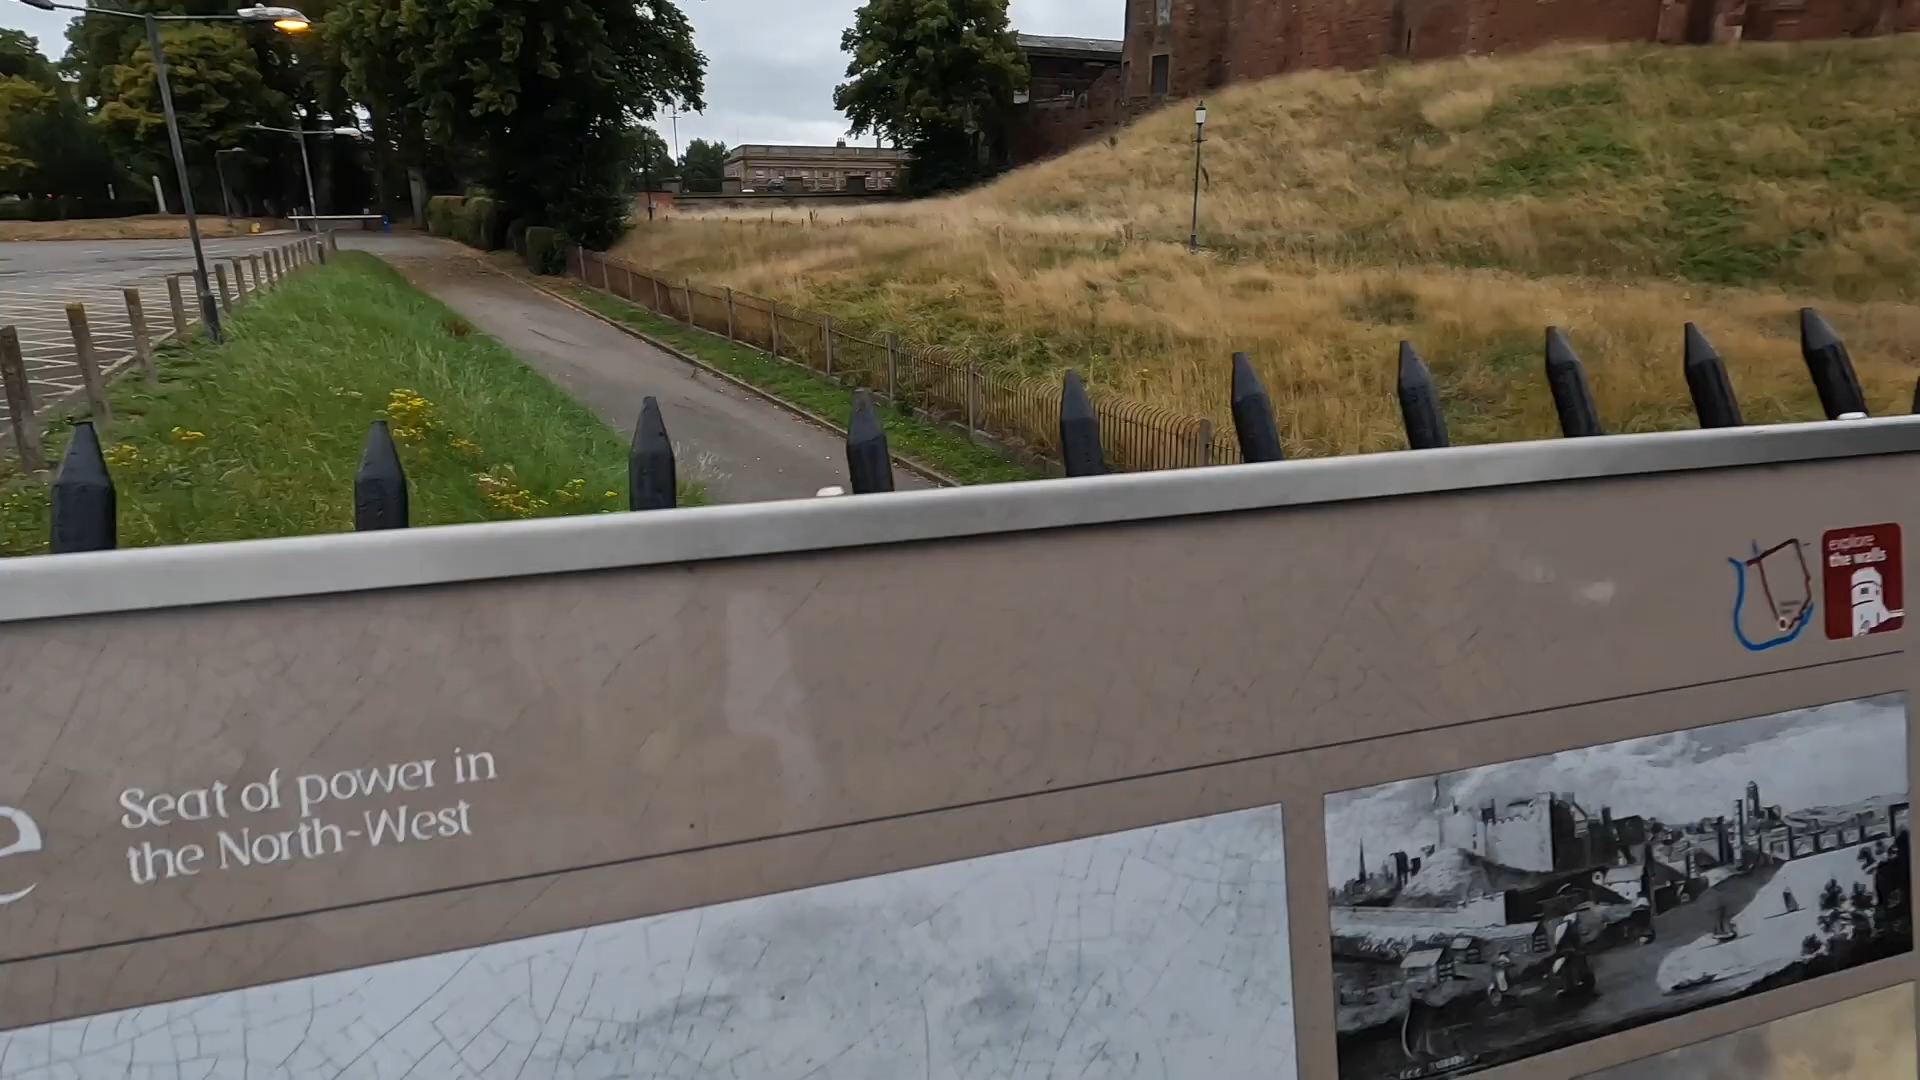 explore
the walls
e
Seat of power in
the North-West